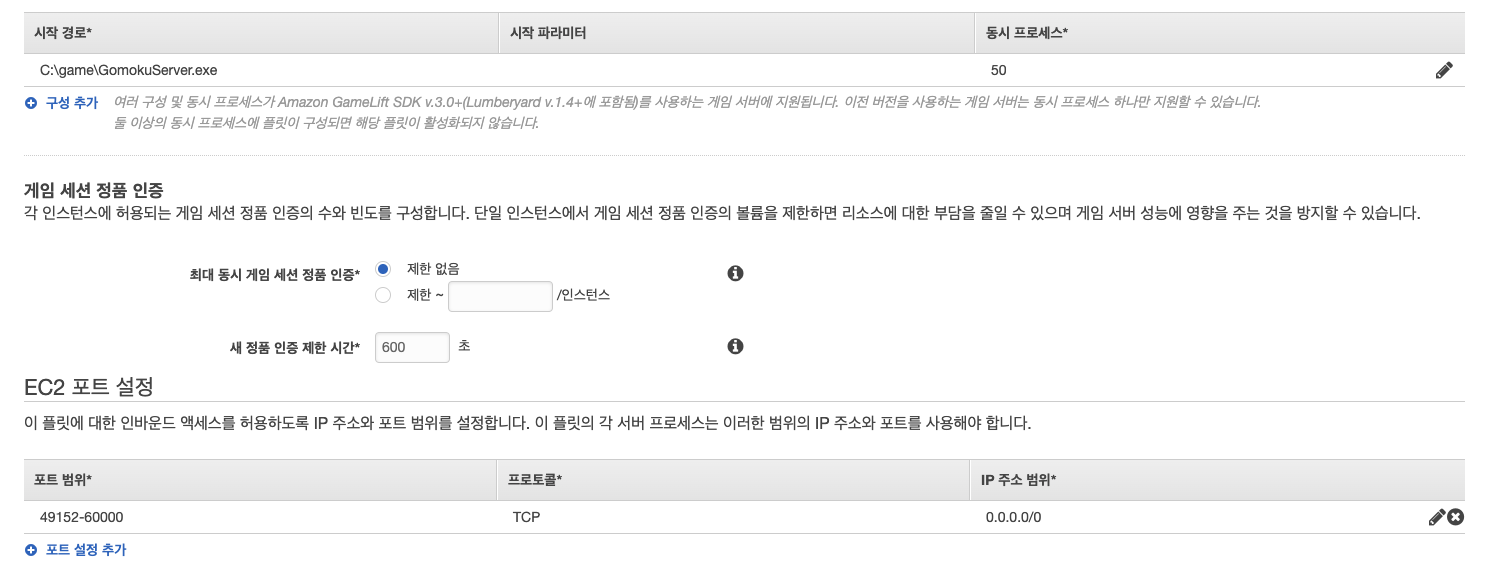 시작 경로* 시작 파라미터 동시 프로세스*
C:\game\GomokuServer.exe 50
구성 추가 여러 구성 및 동시 프로세스가 Amazon GameLift SDK v.3.0+(Lumberyard v.1.4+에 포함됨)를 사용하는 게임 서버에 지원됩니다. 이전 버전을 사용하는 게임 서버는 동시 프로세스 하나만 지원할 수 있습니다.
둘 이상의 동시 프로세스에 플릿이 구성되면 해당 플릿이 활성화되지 않습니다.
게임 세션 정품 인증
각 인스턴스에 허용되는 게임 세션 정품 인증의 수와 빈도를 구성합니다. 단일 인스턴스에서 게임 세션 정품 인증의 볼륨을 제한하면 리소스에 대한 부담을 줄일 수 있으며 게임 서버 성능에 영향을 주는 것을 방지할 수 있습니다.
최대 동시 게임 세션 정품 인증* 제한 없음
제한 ~ /인스턴스
새 정품 인증 제한 시간* 600 초
EC2 포트 설정
이 플릿에 대한 인바운드 액세스를 허용하도록 IP 주소와 포트 범위를 설정합니다. 이 플릿의 각 서버 프로세스는 이러한 범위의 IP 주소와 포트를 사용해야 합니다.
포트 범위* 프로토콜* IP 주소 범위*
49152-60000 TCP 0.0.0.0/0
포트 설정 추가